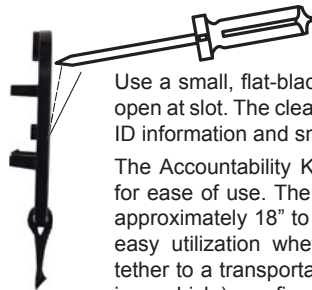 Use a small, flat-blad
open at slot. The clea
ID information and sn
The Accountability K
for ease of use. The
approximately 18” to
easy utilization whe
tether to a transporta